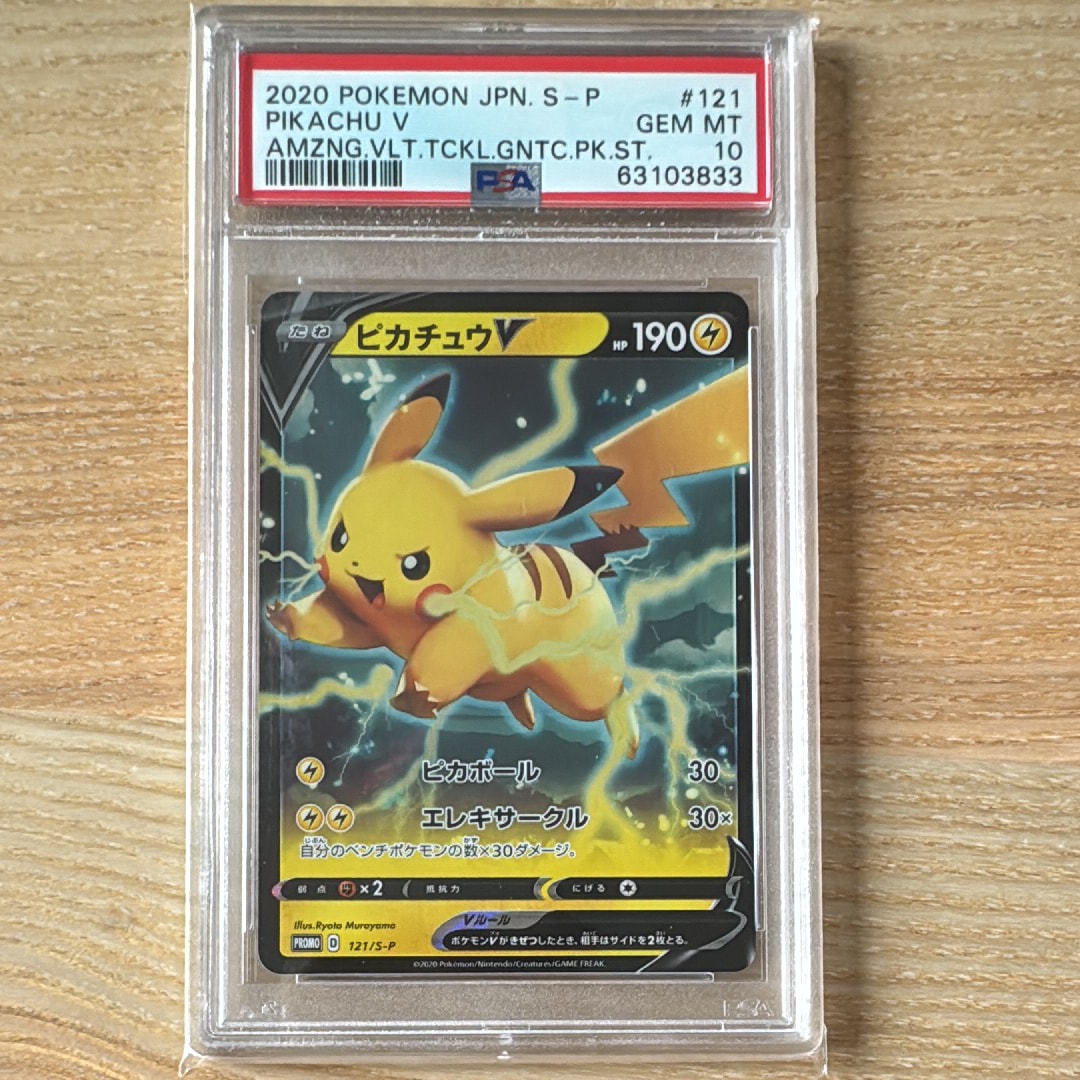 2020 POKEMON JPN. S-P #121
PIKACHU V GEM MT
AMZNG.VLT.TCKL.GNTC.PK.ST. 10
63103833
PSA
たね ピカチュウV HP 190
ピカボール 30
エレキサークル 30×
自分のベンチポケモンの数×30ダメージ。
弱点 ×2 抵抗力 にげる
Illus.Ryota Murayama
Vルール
ポケモンVがきぜつしたとき、相手はサイドを2枚とる。
PROMO D 121/S-P
©2020 Pokémon/Nintendo/Creatures/GAME FREAK.
PSA